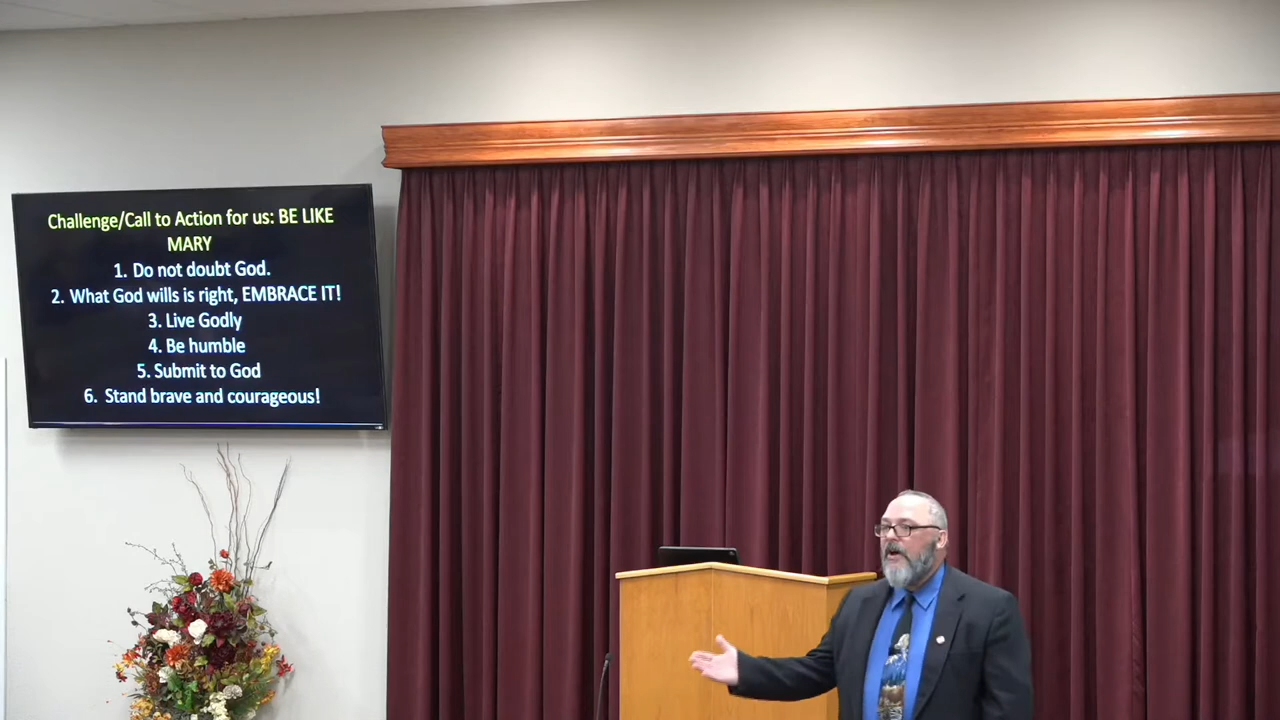 Challenge/Call to Action for us: BE LIKE
MARY
1. Do not doubt God.
2. What God wills is right, EMBRACE IT!
3. Live Godly
4. Be humble
5. Submit to God
6. Stand brave and courageous!